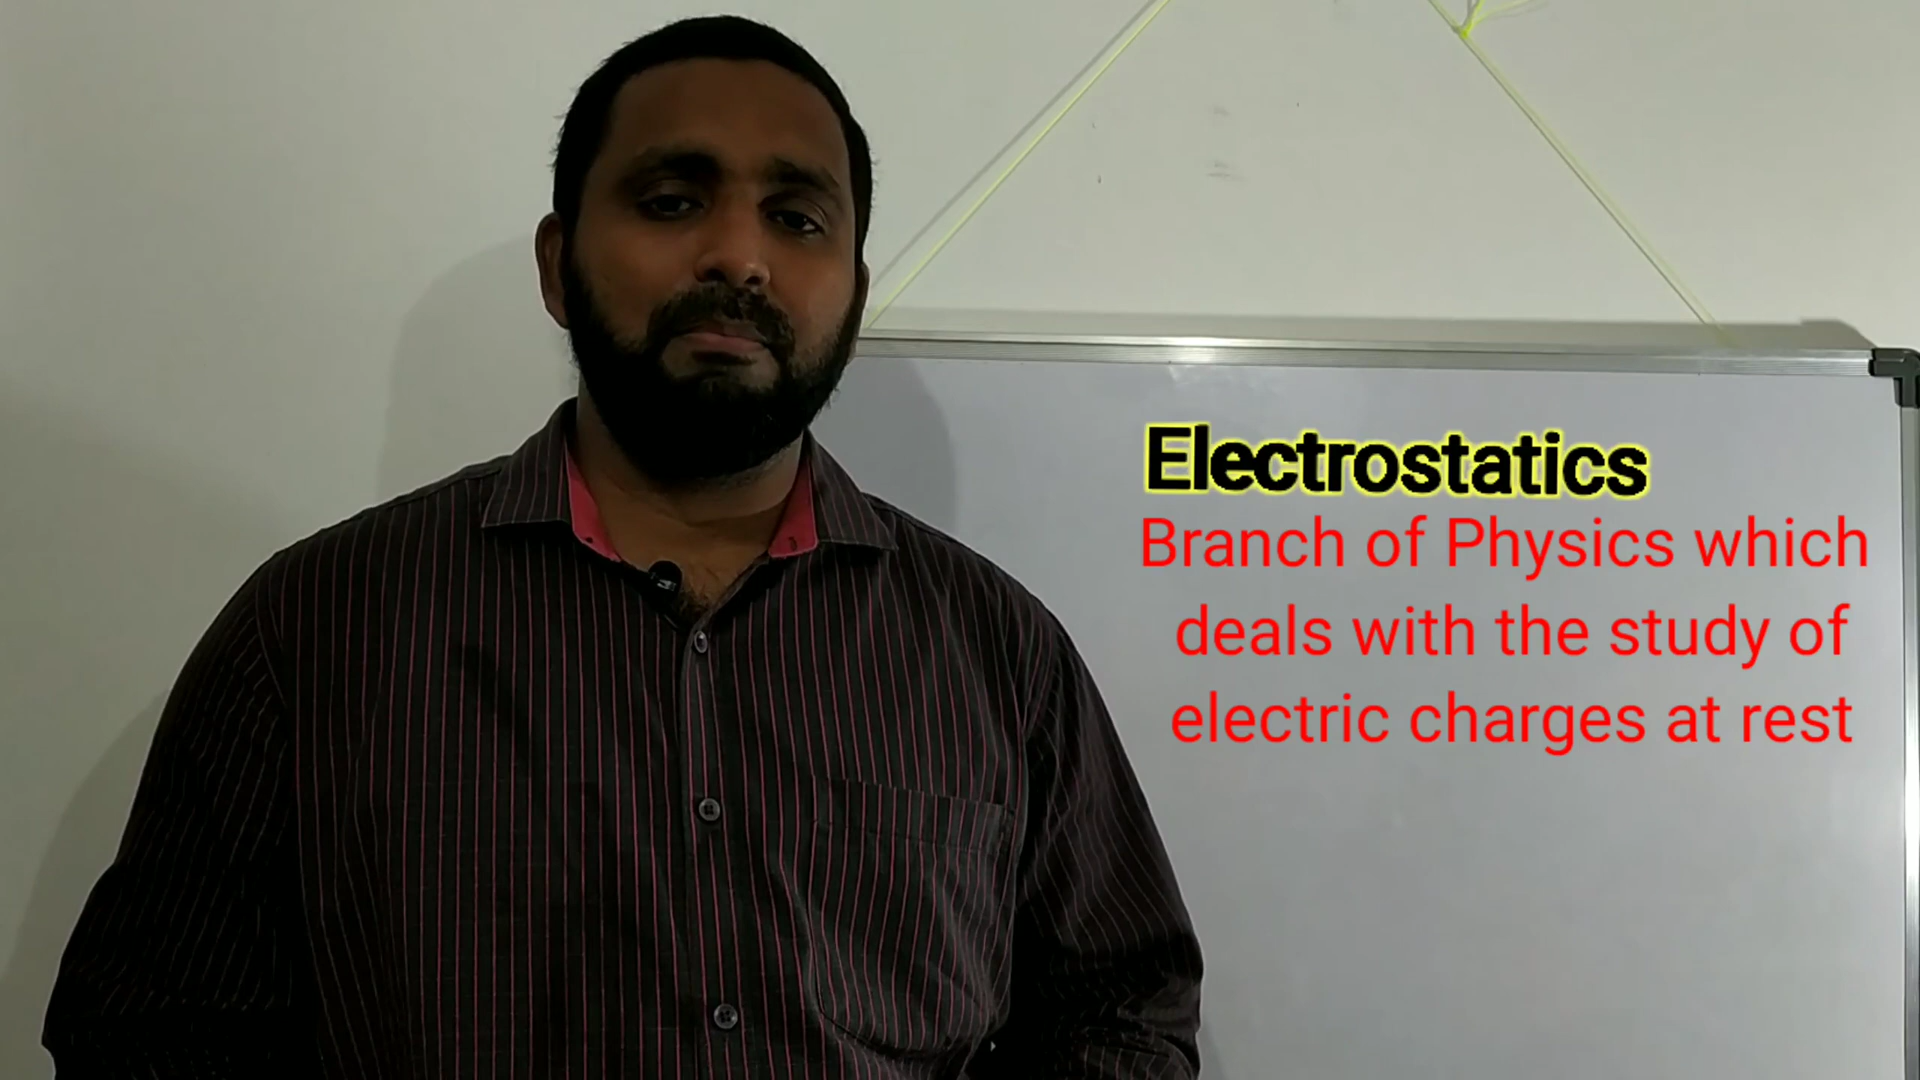 Electrostatics
Branch of Physics which
deals with the study of
electric charges at rest